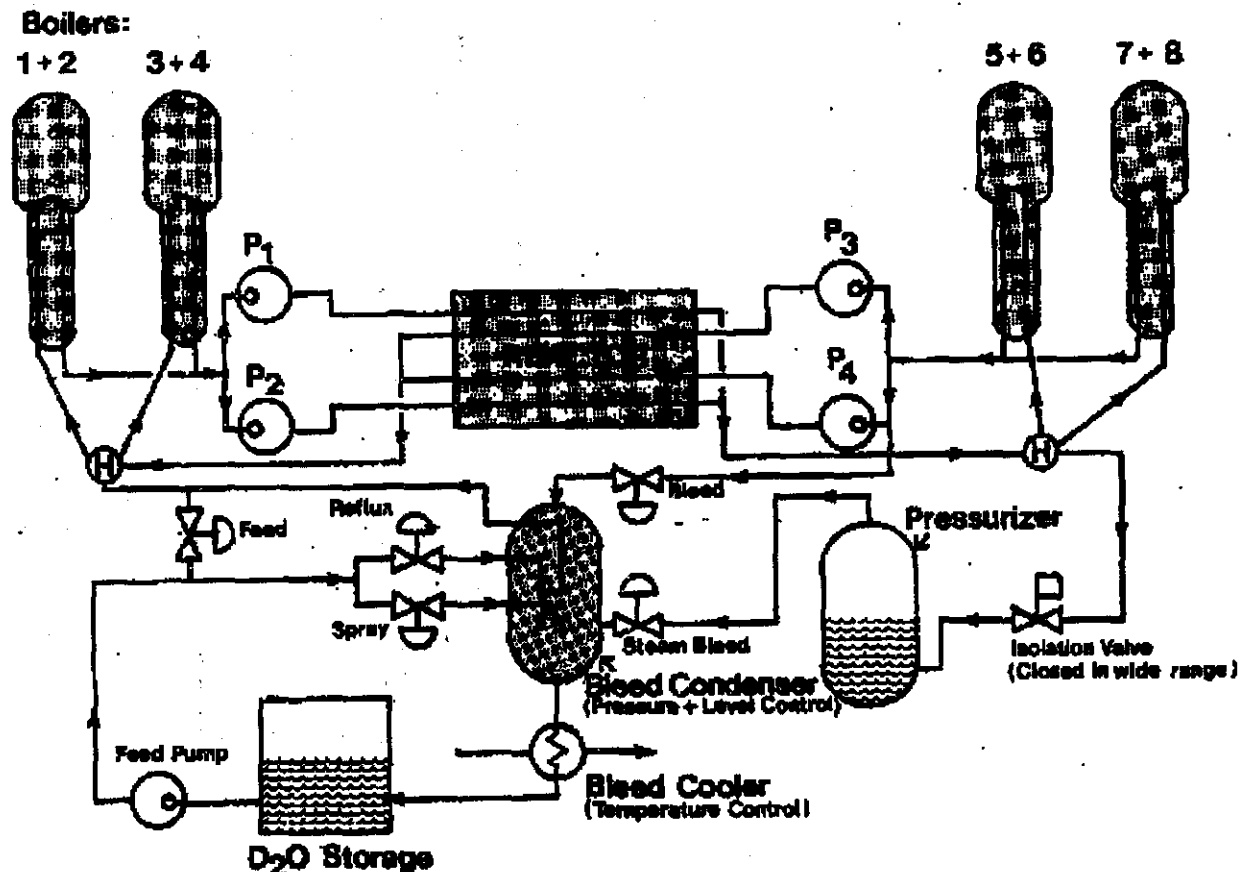 Boilers:
1+2 3+4 5+6 7+8
P1 P3
P2 P4
H H
Bleed
Reflux
Feed
Pressurizer
Spray
Steam Bleed
Isolation Valve
(Closed in wide range)
Bleed Condenser
(Pressure + Level Control)
Feed Pump
Bleed Cooler
(Temperature Control)
D2O Storage